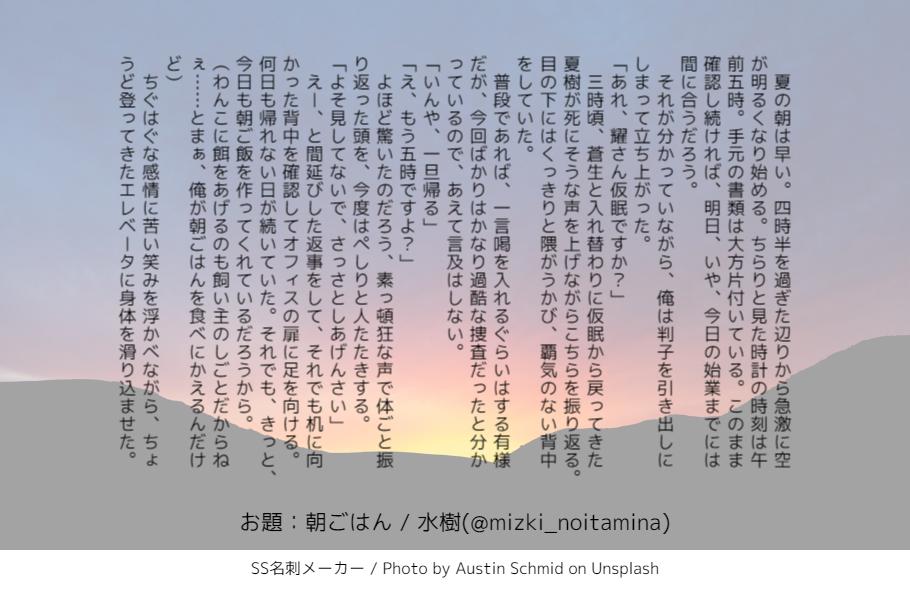 夏の朝は早い。四時半を過ぎた辺りから急激に空
が明るくなり始める。ちらりと見た時計の時刻は午
前五時。手元の書類は大方片付いている。このまま
確認し続ければ、明日、いや、今日の始業までには
間に合うだろう。
　それが分かっていながら、俺は判子を引き出しに
しまって立ち上がった。
「あれ、耀さん仮眠ですか？」
　三時頃、蒼生と入れ替わりに仮眠から戻ってきた
夏樹が死にそうな声を上げながらこちらを振り返る。
目の下にはくっきりと隈がうかび、覇気のない背中
をしていた。
　普段であれば、一言喝を入れるぐらいはする有様
だが、今回ばかりはかなり過酷な捜査だったと分か
っているので、あえて言及はしない。
「いんや、一旦帰る」
「え、もう五時ですよ？」
　よほど驚いたのだろう、素っ頓狂な声で体ごと振
り返った頭を、今度はぺしりと人たたきする。
「よそ見してないで、さっさとしあげんさい」
　えー、と間延びした返事をして、それでも机に向
かった背中を確認してオフィスの扉に足を向ける。
何日も帰れない日が続いていた。それでも、きっと、
今日も朝ご飯を作ってくれているだろうから。
（わんこに餌をあげるのも飼い主のしごとだからね
ぇ……とまぁ、俺が朝ごはんを食べにかえるんだけ
ど）
　ちぐはぐな感情に苦い笑みを浮かべながら、ちょ
うど登ってきたエレベータに身体を滑り込ませた。
お題：朝ごはん / 水樹(@mizki_noitamina)
SS名刺メーカー / Photo by Austin Schmid on Unsplash